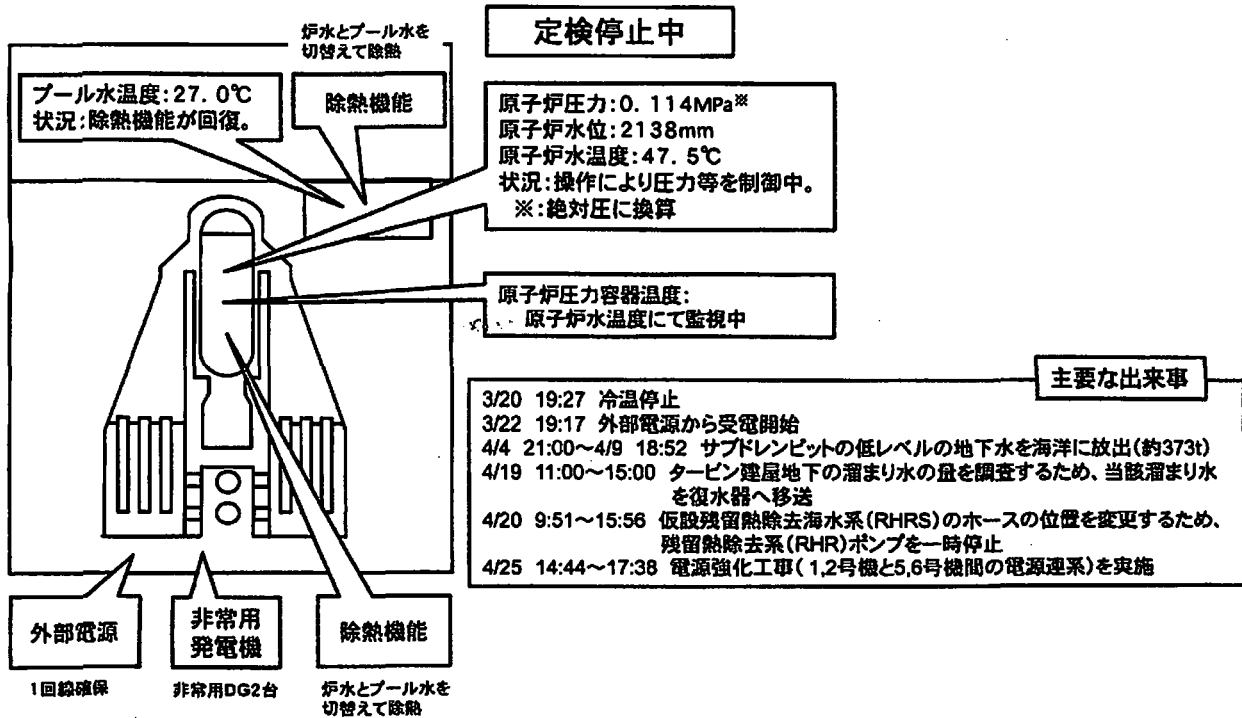 炉水とプール水を
切替えて除熱
定検停止中
プール水温度:27.0℃
状況:除熱機能が回復。
除熱機能
原子炉圧力:0.114MPa※
原子炉水位:2138mm
原子炉水温度:47.5℃
状況:操作により圧力等を制御中。
※:絶対圧に換算
原子炉圧力容器温度:
原子炉水温度にて監視中
主要な出来事
3/20 19:27 冷温停止
3/22 19:17 外部電源から受電開始
4/4 21:00～4/9 18:52 サブドレンピットの低レベルの地下水を海洋に放出(約373t)
4/19 11:00～15:00 タービン建屋地下の溜まり水の量を調査するため、当該溜まり水
を復水器へ移送
4/20 9:51～15:56 仮設残留熱除去海水系(RHRS)のホースの位置を変更するため、
残留熱除去系(RHR)ポンプを一時停止
4/25 14:44～17:38 電源強化工事(1,2号機と5,6号機間の電源連系)を実施
外部電源
1回線確保
非常用
発電機
非常用DG2台
除熱機能
炉水とプール水を
切替えて除熱